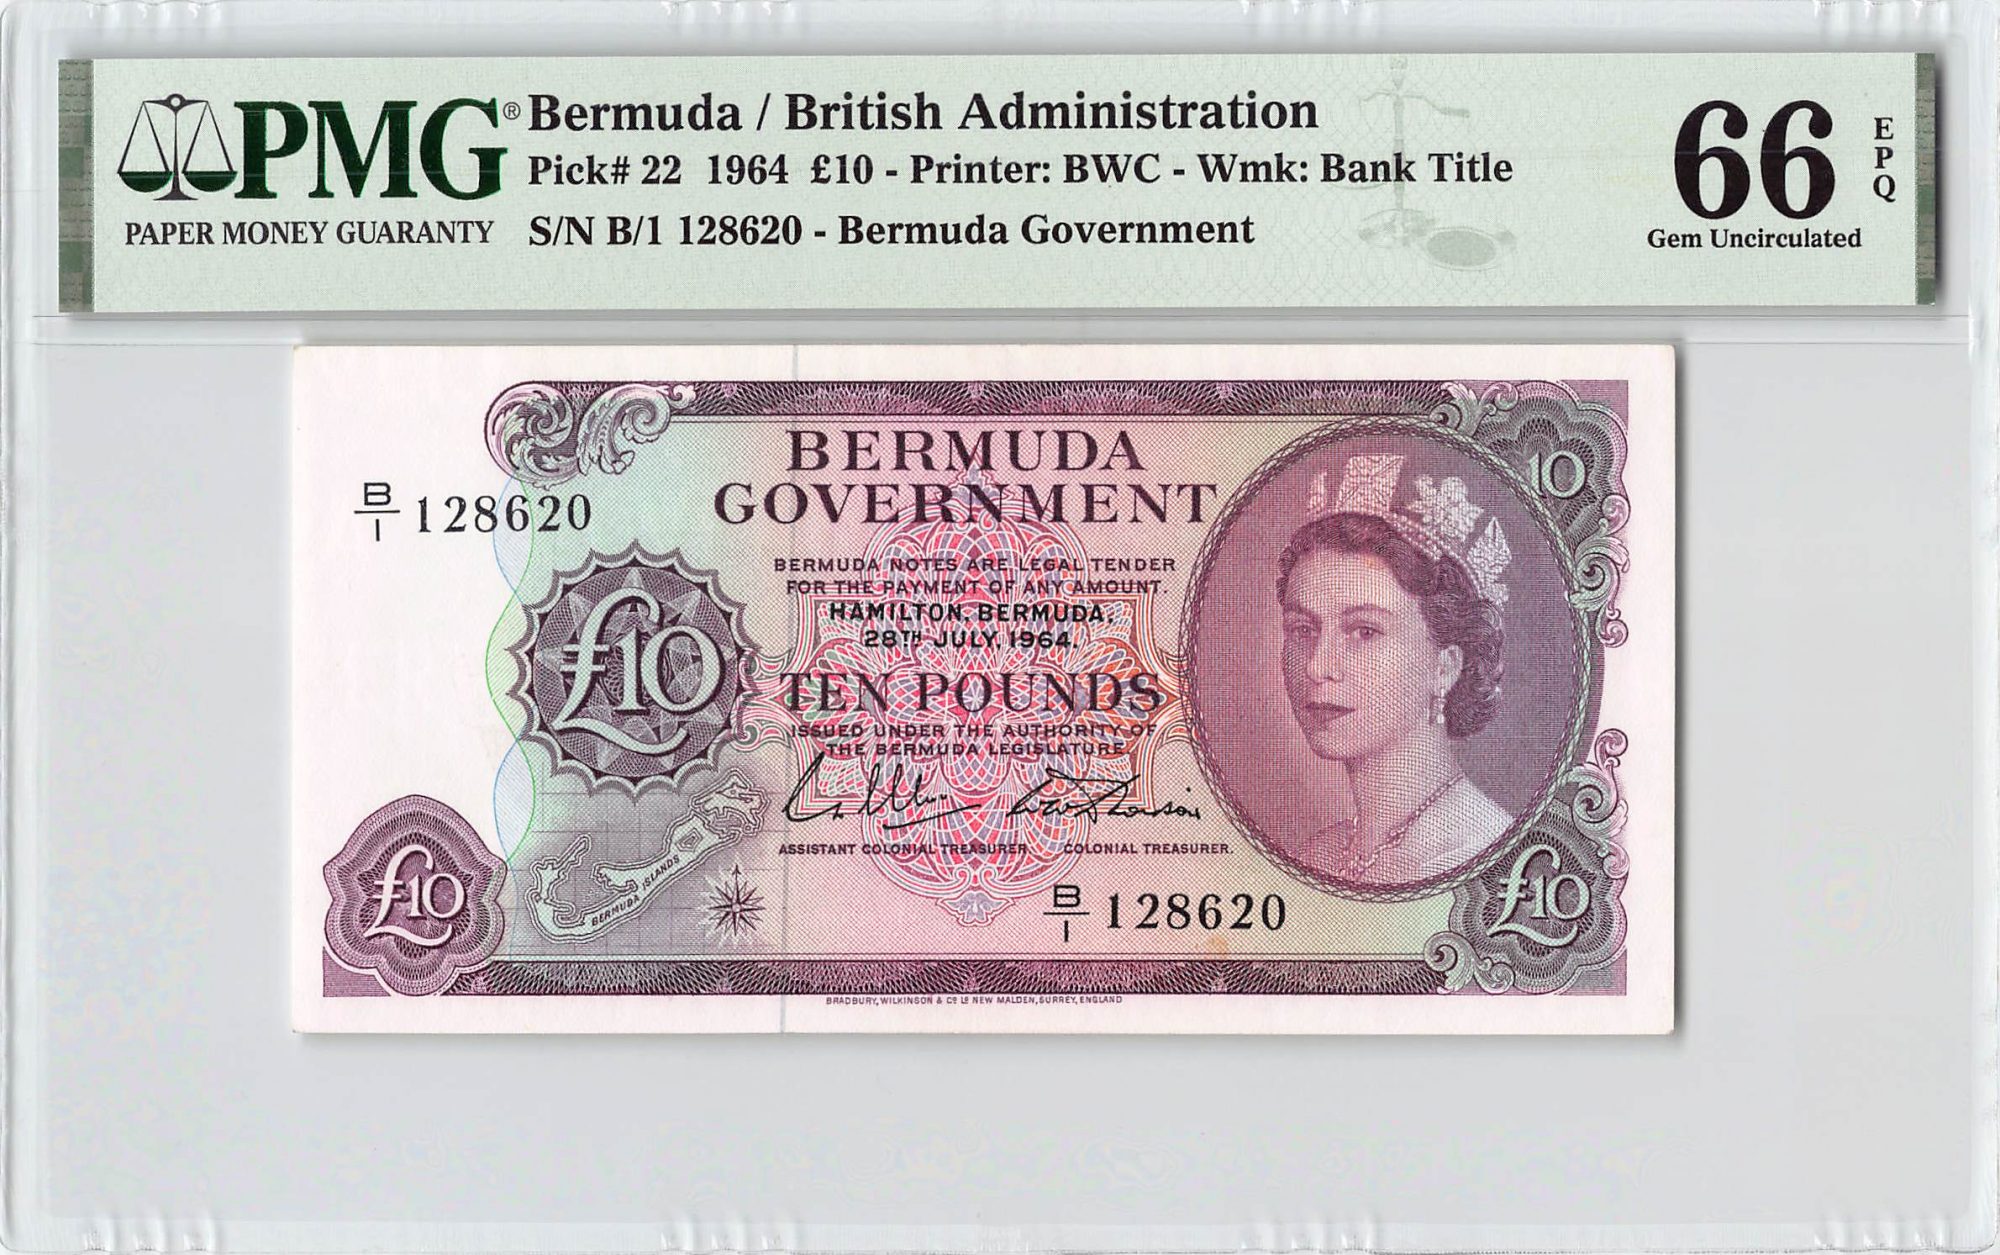 PMG®
PAPER MONEY GUARANTY
Bermuda / British Administration
Pick# 22 1964 £10 - Printer: BWC - Wmk: Bank Title
S/N B/1 128620 - Bermuda Government
66
EPQ
Gem Uncirculated
BERMUDA
GOVERNMENT
B/1 128620
10
BERMUDA NOTES ARE LEGAL TENDER
FOR THE PAYMENT OF ANY AMOUNT.
HAMILTON, BERMUDA,
28TH JULY, 1964.
£10
TEN POUNDS
ISSUED UNDER THE AUTHORITY OF
THE BERMUDA LEGISLATURE
ASSISTANT COLONIAL TREASURER
COLONIAL TREASURER.
BERMUDA ISLANDS
£10
B/1 128620
£10
BRADBURY, WILKINSON & Cº Lº NEW MALDEN, SURREY, ENGLAND